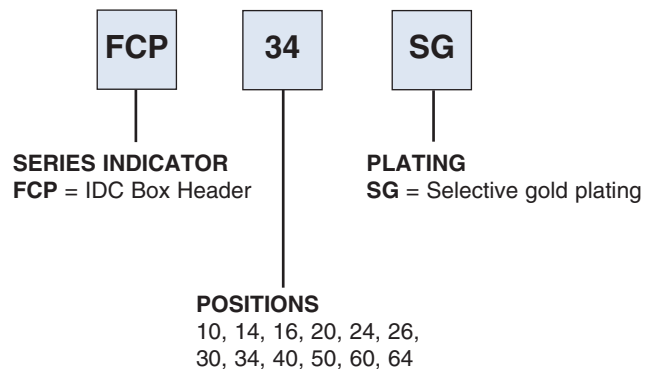 FCP 34 SG
SERIES INDICATOR
FCP = IDC Box Header
PLATING
SG = Selective gold plating
POSITIONS
10, 14, 16, 20, 24, 26,
30, 34, 40, 50, 60, 64